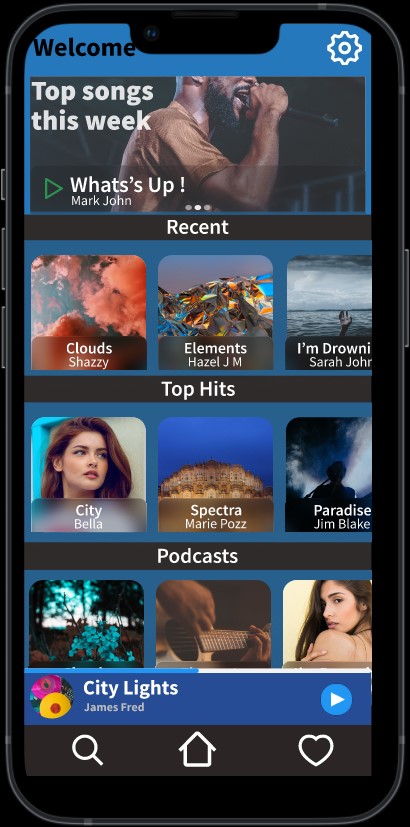 Welcome
Top songs
this week
Whats's Up !
Mark John
Recent
Clouds
Shazzy
Elements
Hazel J M
I'm Drowni
Sarah John
Top Hits
City
Bella
Spectra
Marie Pozz
Paradise
Jim Blake
Podcasts
City Lights
James Fred